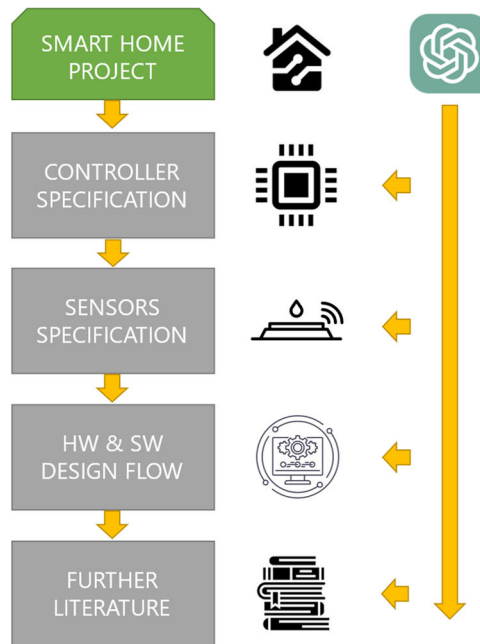 SMART HOME
PROJECT
CONTROLLER
SPECIFICATION
SENSORS
SPECIFICATION
HW & SW
DESIGN FLOW
FURTHER
LITERATURE